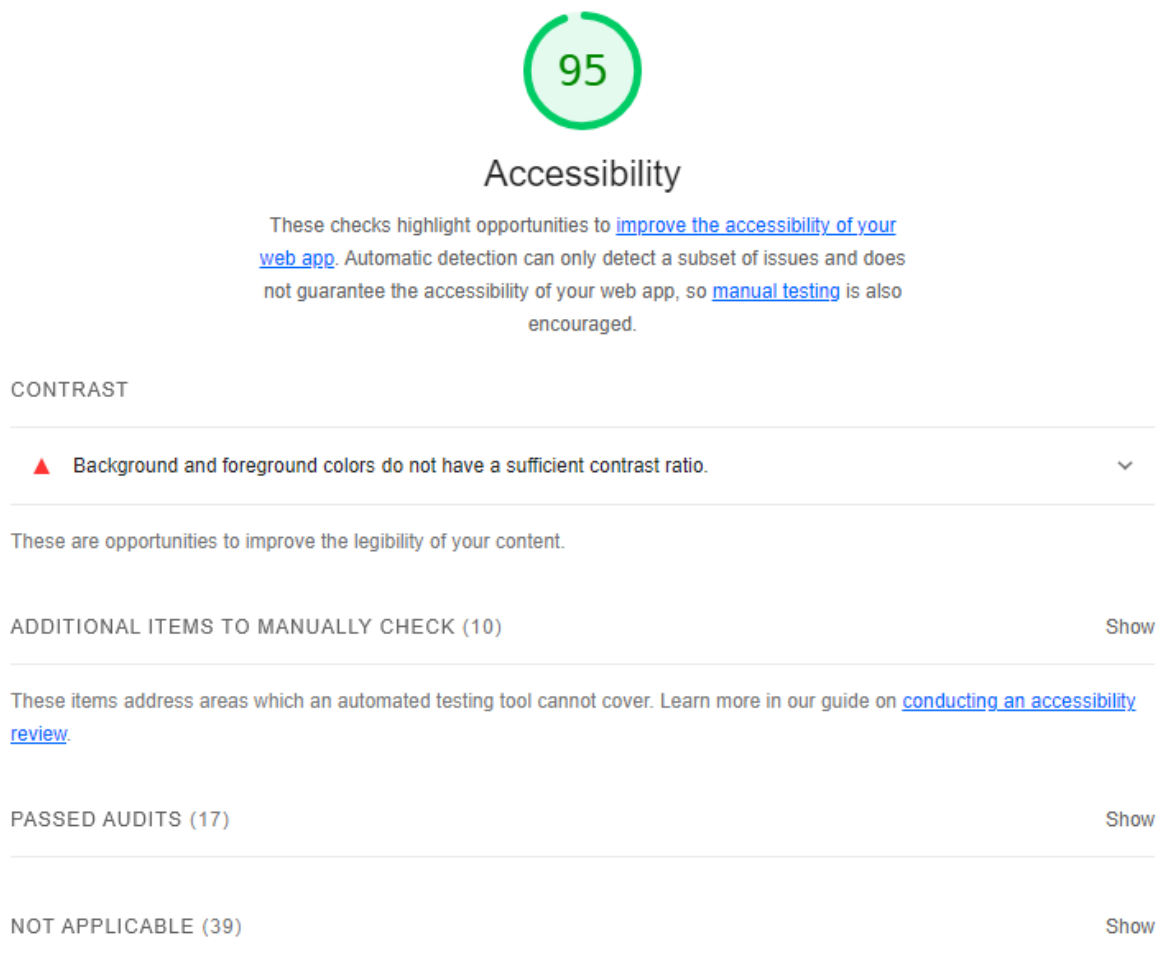 95
Accessibility
These checks highlight opportunities to improve the accessibility of your
web app. Automatic detection can only detect a subset of issues and does
not guarantee the accessibility of your web app, so manual testing is also
encouraged.
CONTRAST
Background and foreground colors do not have a sufficient contrast ratio.
These are opportunities to improve the legibility of your content.
ADDITIONAL ITEMS TO MANUALLY CHECK (10) Show
These items address areas which an automated testing tool cannot cover. Learn more in our guide on conducting an accessibility
review.
PASSED AUDITS (17) Show
NOT APPLICABLE (39) Show